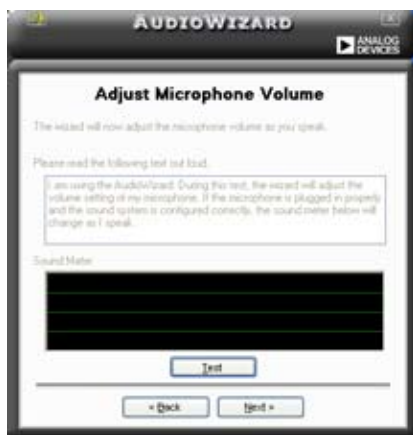 AUDIOWIZARD
ANALOG
DEVICES
Adjust Microphone Volume
The wizard will now adjust the microphone volume as you speak.
Please read the following text out loud.
I am using the AudioWizard. During this test, the wizard will adjust the
volume setting of my microphone. If the microphone is plugged in properly
and the sound system is configured correctly, the sound meter below will
change as I speak.
Sound Meter
Test
< Back
Next >